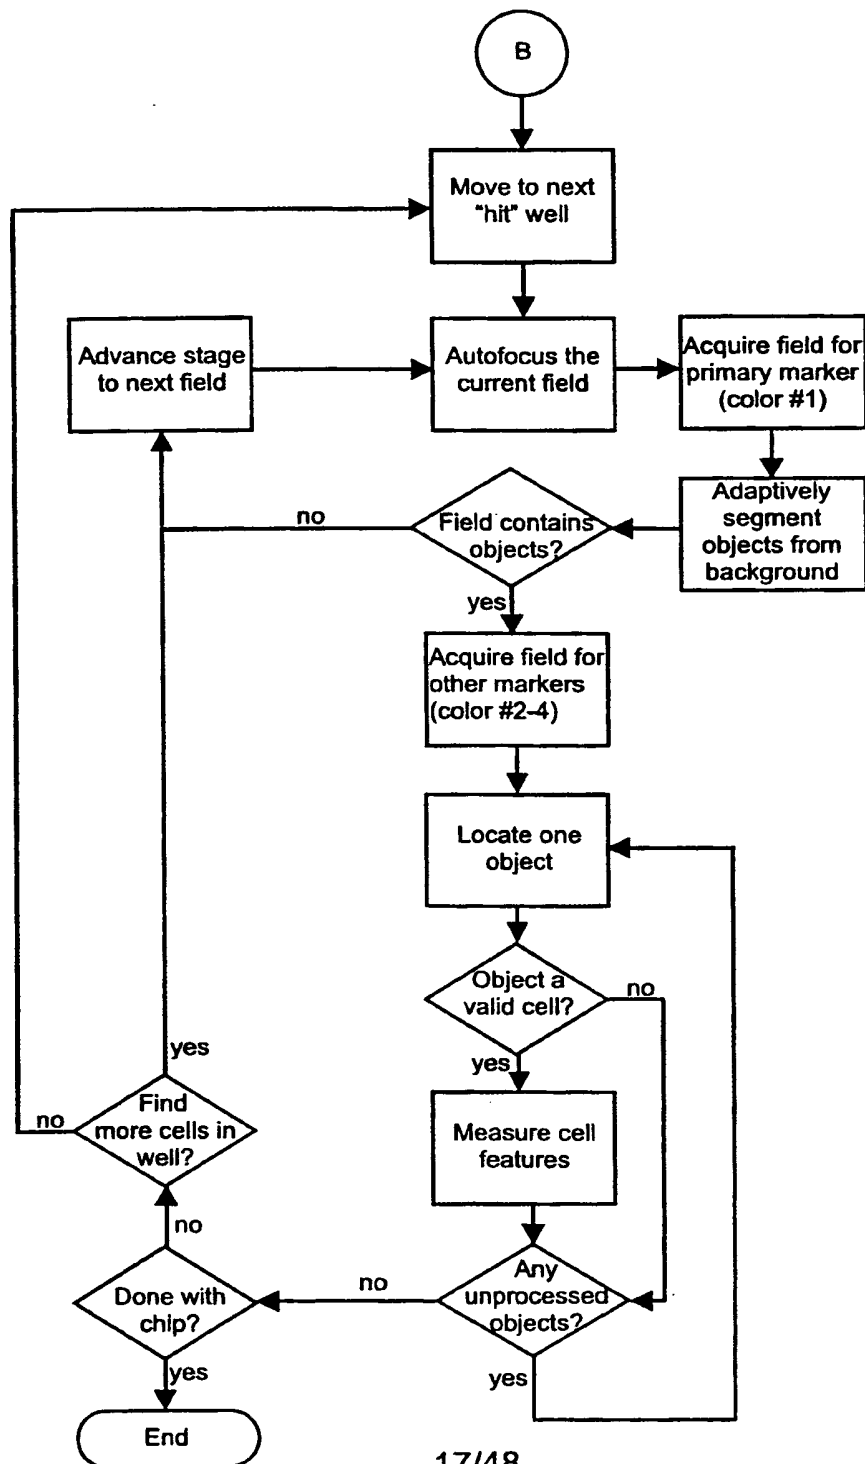 B
Move to next
"hit" well
Advance stage
to next field
Autofocus the
current field
Acquire field for
primary marker
(color #1)
Adaptively
segment
objects from
background
Field contains
objects?
no
yes
Acquire field for
other markers
(color #2-4)
Locate one
object
Object a
valid cell?
no
yes
Measure cell
features
Any
unprocessed
objects?
no
yes
Done with
chip?
no
yes
Find
more cells in
well?
yes
no
End
17/48